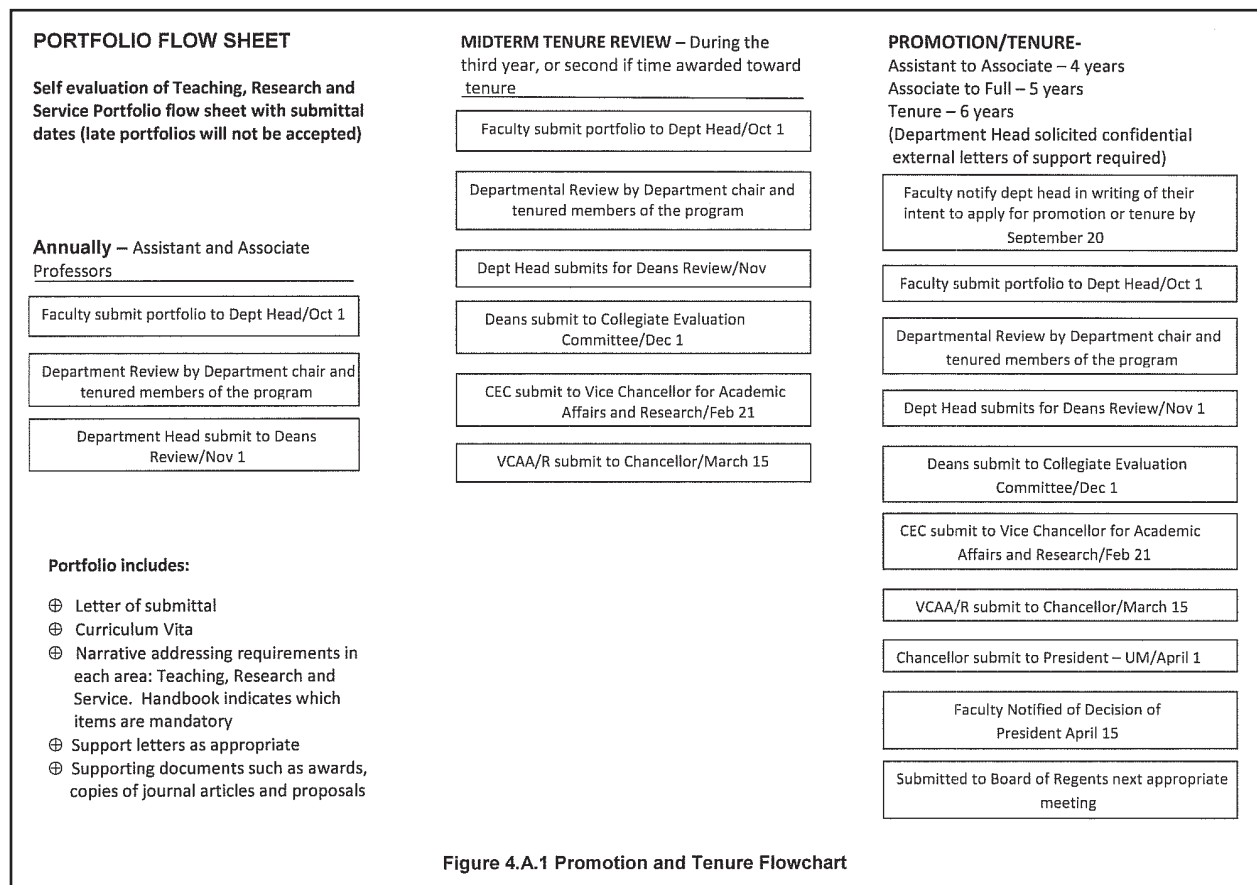 PORTFOLIO FLOW SHEET
Self evaluation of Teaching, Research and
Service Portfolio flow sheet with submittal
dates (late portfolios will not be accepted)
Annually – Assistant and Associate
Professors
Faculty submit portfolio to Dept Head/Oct 1
Department Review by Department chair and
tenured members of the program
Department Head submit to Deans
Review/Nov 1
Portfolio includes:
⊕ Letter of submittal
⊕ Curriculum Vita
⊕ Narrative addressing requirements in
each area: Teaching, Research and
Service. Handbook indicates which
items are mandatory
⊕ Support letters as appropriate
⊕ Supporting documents such as awards,
copies of journal articles and proposals
MIDTERM TENURE REVIEW – During the
third year, or second if time awarded toward
tenure
Faculty submit portfolio to Dept Head/Oct 1
Departmental Review by Department chair and
tenured members of the program
Dept Head submits for Deans Review/Nov
Deans submit to Collegiate Evaluation
Committee/Dec 1
CEC submit to Vice Chancellor for Academic
Affairs and Research/Feb 21
VCAA/R submit to Chancellor/March 15
PROMOTION/TENURE-
Assistant to Associate – 4 years
Associate to Full – 5 years
Tenure – 6 years
(Department Head solicited confidential
external letters of support required)
Faculty notify dept head in writing of their
intent to apply for promotion or tenure by
September 20
Faculty submit portfolio to Dept Head/Oct 1
Departmental Review by Department chair and
tenured members of the program
Dept Head submits for Deans Review/Nov 1
Deans submit to Collegiate Evaluation
Committee/Dec 1
CEC submit to Vice Chancellor for Academic
Affairs and Research/Feb 21
VCAA/R submit to Chancellor/March 15
Chancellor submit to President – UM/April 1
Faculty Notified of Decision of
President April 15
Submitted to Board of Regents next appropriate
meeting
Figure 4.A.1 Promotion and Tenure Flowchart